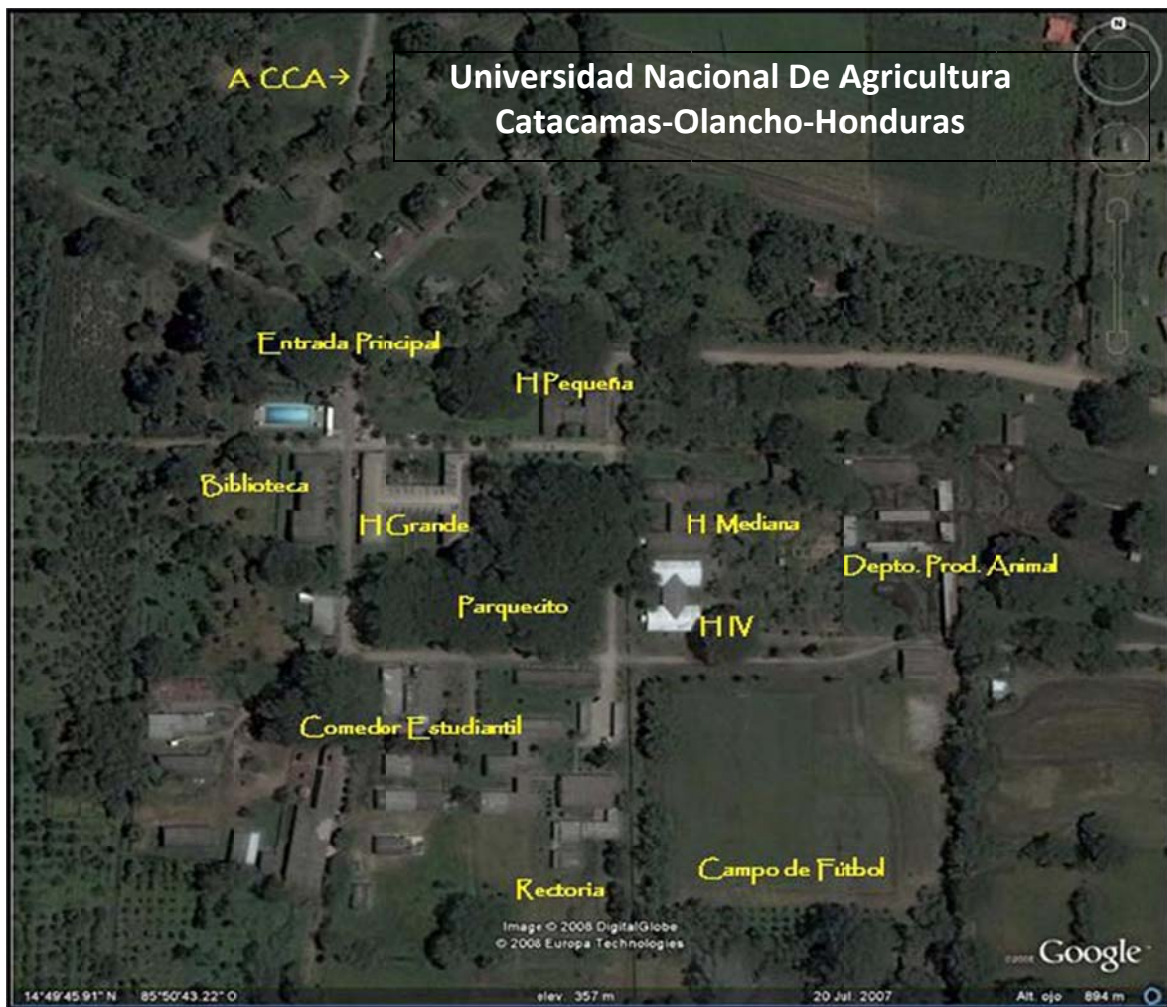 A CCA→
Universidad Nacional De Agricultura
Catacamas-Olancho-Honduras
N
Entrada Principal
H Pequeña
Biblioteca
H Grande
H Mediana
Depto. Prod. Animal
Parquecito
H IV
Comedor Estudiantil
Campo de Fútbol
Rectoria
Image © 2008 DigitalGlobe
© 2008 Europa Technologies
©2008 Google
14°49'45.91" N 85°50'43.22" O elev. 357 m 20 Jul. 2007 Alt. ojo 894 m